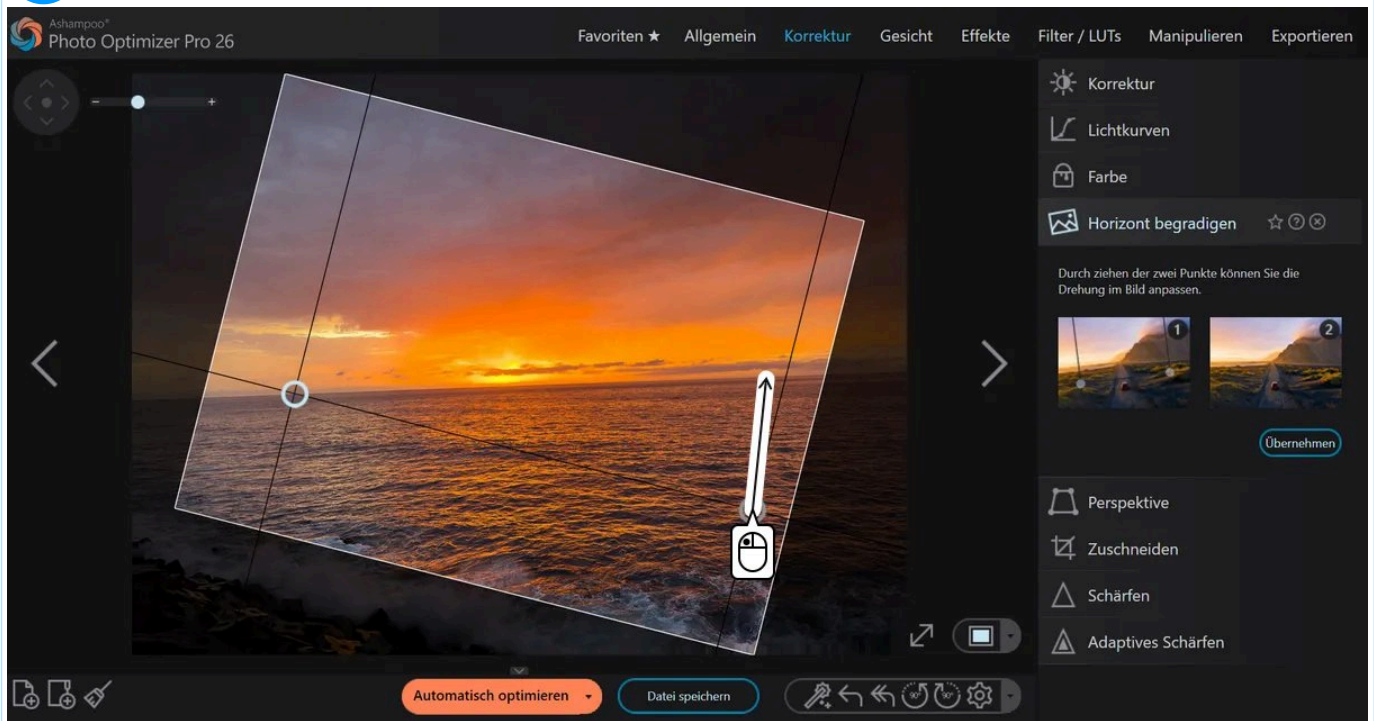 Ashampoo®
Photo Optimizer Pro 26
Favoriten ★ Allgemein Korrektur Gesicht Effekte Filter / LUTs Manipulieren Exportieren
- +
Korrektur
Lichtkurven
Farbe
Horizont begradigen
Durch ziehen der zwei Punkte können Sie die
Drehung im Bild anpassen.
1 2
Übernehmen
Perspektive
Zuschneiden
Schärfen
Adaptives Schärfen
Automatisch optimieren Datei speichern 90° 90°